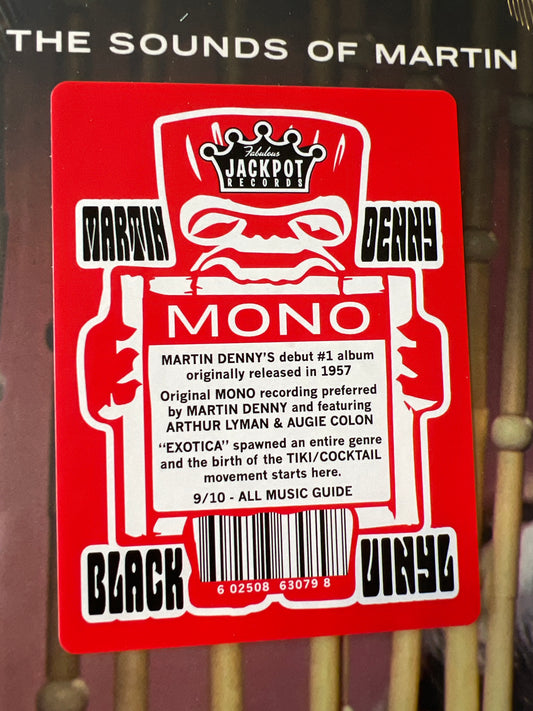 THE SOUNDS OF MARTIN
Fabulous
JACKPOT
RECORDS
MARTIN DENNY
MONO
MARTIN DENNY'S debut #1 album
originally released in 1957
Original MONO recording preferred
by MARTIN DENNY and featuring
ARTHUR LYMAN & AUGIE COLON
“EXOTICA” spawned an entire genre
and the birth of the TIKI/COCKTAIL
movement starts here.
9/10 - ALL MUSIC GUIDE
6 02508 63079 8
BLACK VINYL